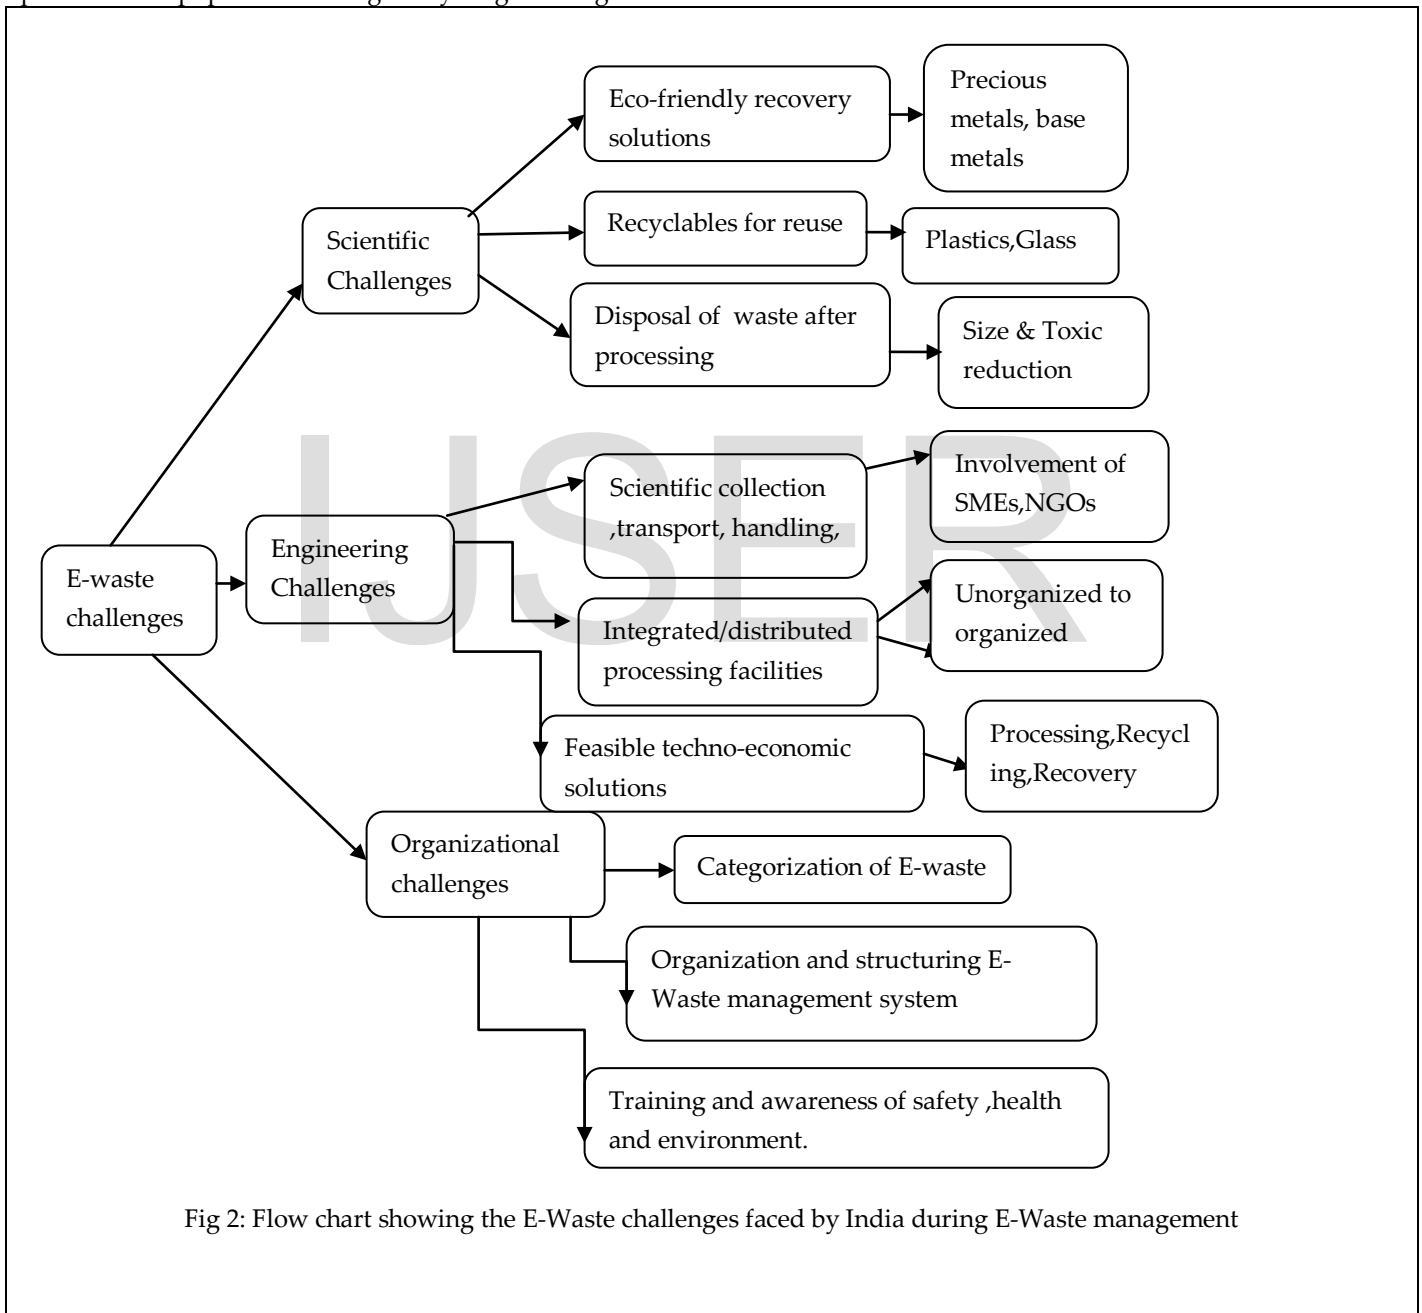 Eco-friendly recovery
solutions
Precious
metals, base
metals
Scientific
Challenges
Recyclables for reuse
Plastics,Glass
Disposal of  waste after
processing
Size & Toxic
reduction
IJSER
E-waste
challenges
Engineering
Challenges
Scientific collection
,transport, handling,
Involvement of
SMEs,NGOs
Integrated/distributed
processing facilities
Unorganized to
organized
Feasible techno-economic
solutions
Processing,Recycl
ing,Recovery
Organizational
challenges
Categorization of E-waste
Organization and structuring E-
Waste management system
Training and awareness of safety ,health
and environment.
Fig 2: Flow chart showing the E-Waste challenges faced by India during E-Waste management